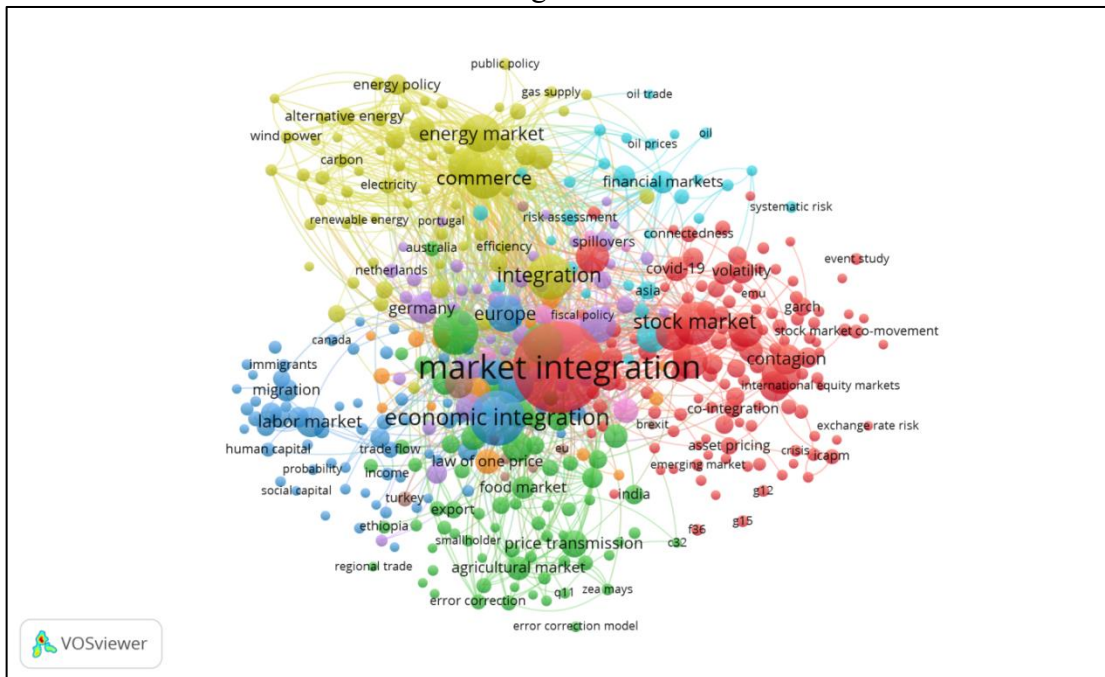 public policy
energy policy
gas supply
oil trade
alternative energy
energy market
wind power
oil prices
oil
carbon
commerce
financial markets
electricity
systematic risk
renewable energy
portugal
risk assessment
connectedness
australia
efficiency
spillovers
event study
netherlands
integration
covid-19
volatility
asia
emu
germany
europe
fiscal policy
garch
stock market
stock market co-movement
canada
immigrants
market integration
contagion
migration
international equity markets
labor market
economic integration
co-integration
brexit
exchange rate risk
human capital
trade flow
eu
asset pricing
law of one price
crisis
icapm
probability
income
emerging market
social capital
turkey
food market
india
g12
export
ethiopia
g15
f36
smallholder
price transmission
c32
regional trade
agricultural market
q11
zea mays
error correction
error correction model
VOSviewer